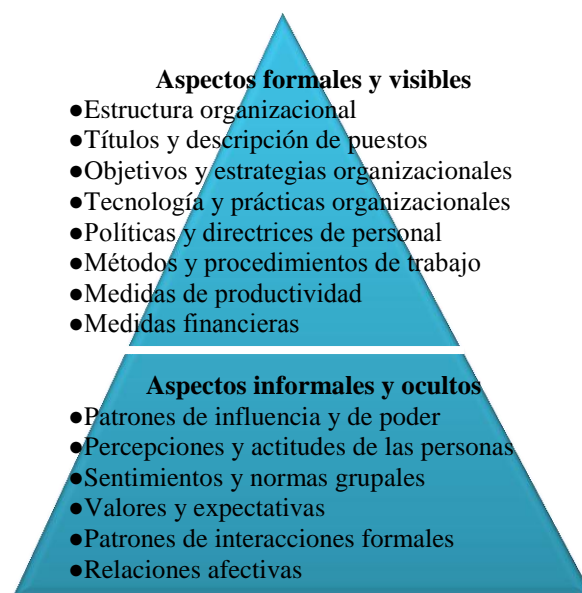 Aspectos formales y visibles
●Estructura organizacional
●Títulos y descripción de puestos
●Objetivos y estrategias organizacionales
●Tecnología y prácticas organizacionales
●Políticas y directrices de personal
●Métodos y procedimientos de trabajo
●Medidas de productividad
●Medidas financieras
Aspectos informales y ocultos
●Patrones de influencia y de poder
●Percepciones y actitudes de las personas
●Sentimientos y normas grupales
●Valores y expectativas
●Patrones de interacciones formales
●Relaciones afectivas